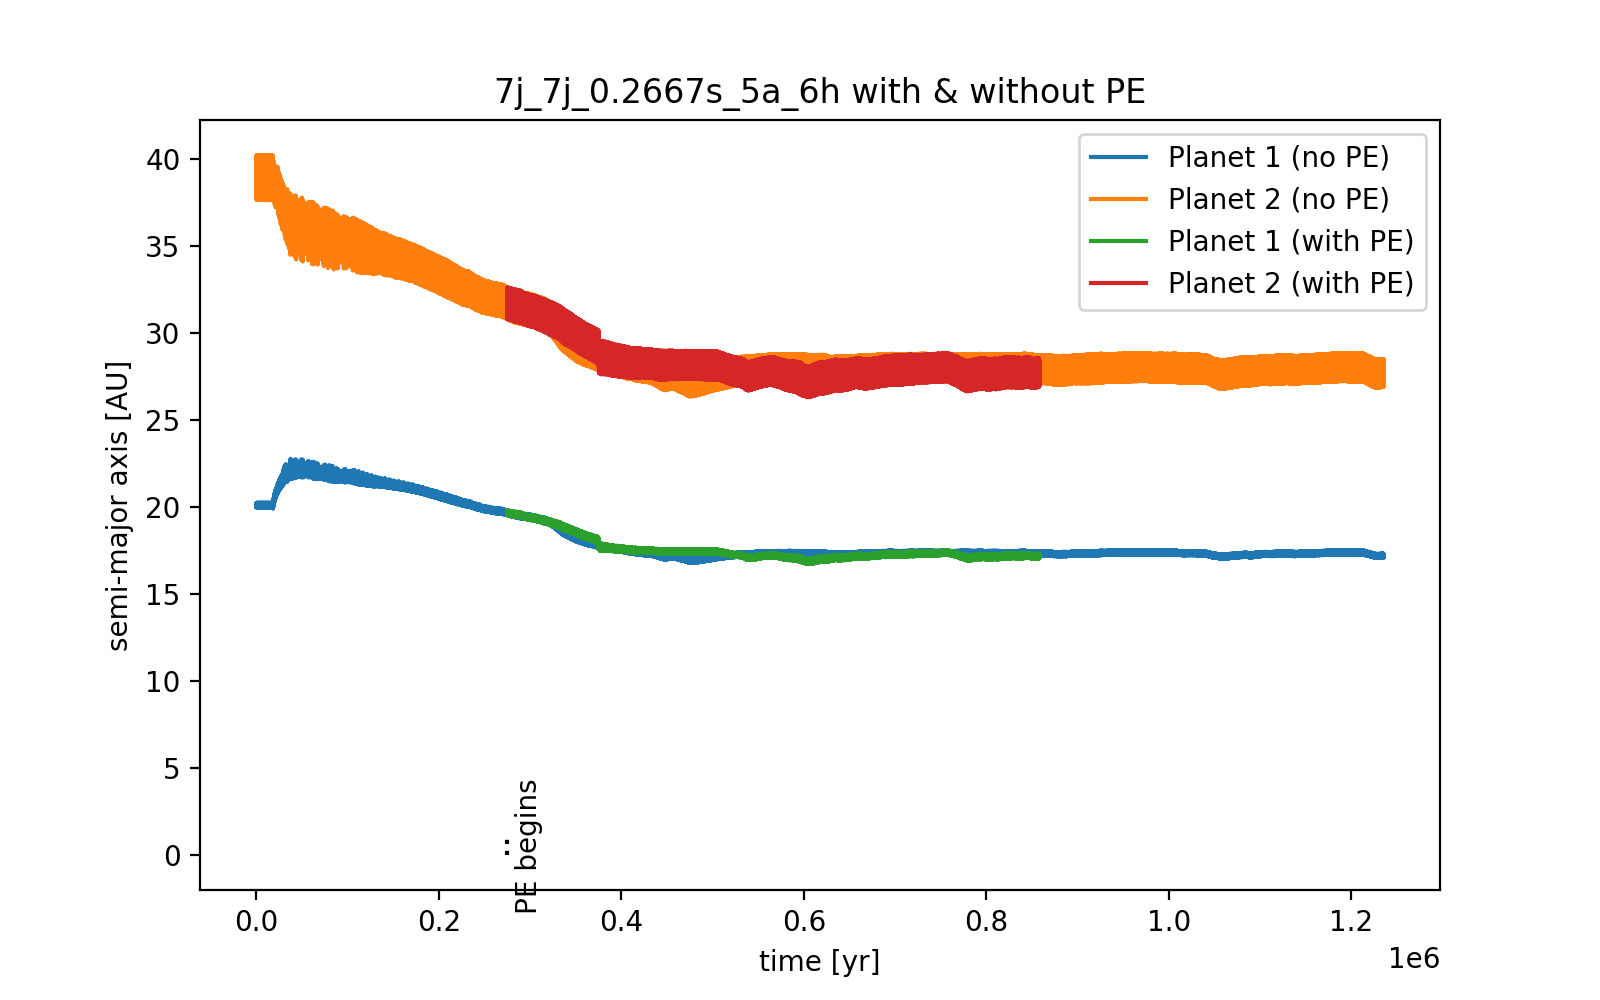 7j_7j_0.2667s_5a_6h with & without PE
Planet 1 (no PE)
Planet 2 (no PE)
Planet 1 (with PE)
Planet 2 (with PE)
semi-major axis [AU]
40
35
30
25
20
15
10
5
0
PE begins
0.0 0.2 0.4 0.6 0.8 1.0 1.2
time [yr]
1e6